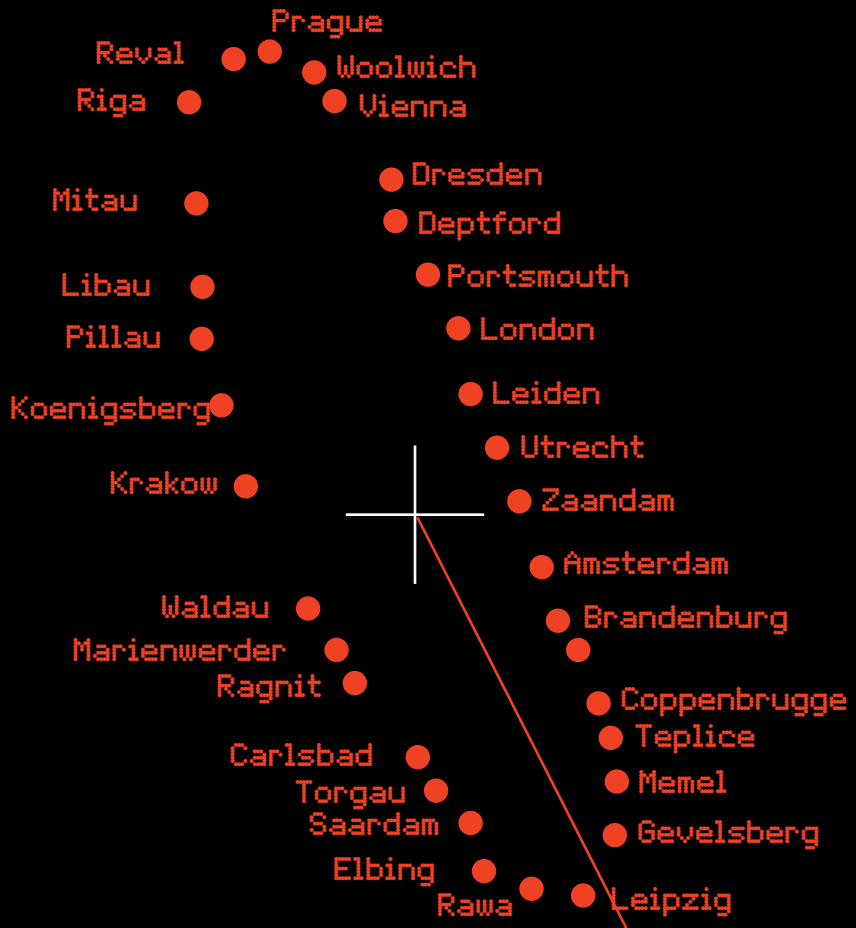 Prague
Reval
Woolwich
Riga
Vienna
Dresden
Mitau
Deptford
Portsmouth
Libau
London
Pillau
Leiden
Koenigsberg
Utrecht
Krakow
Zaandam
Amsterdam
Waldau
Brandenburg
Marienwerder
Ragnit
Coppenbrugge
Teplice
Carlsbad
Memel
Torgau
Saardam
Gevelsberg
Elbing
Leipzig
Rawa